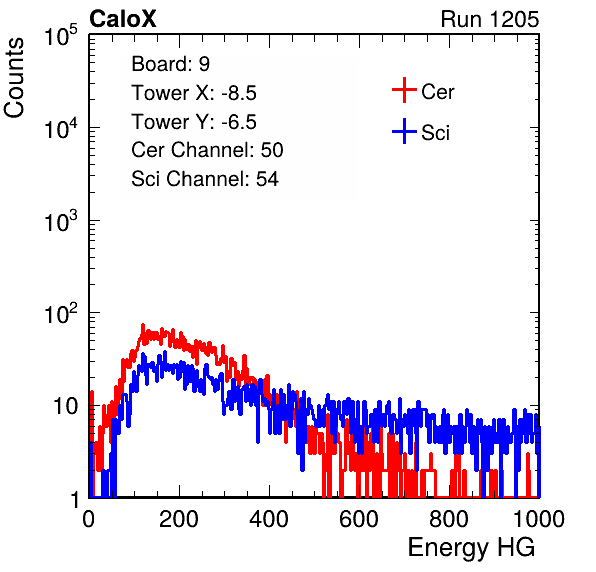 CaloX Run 1205
Counts
Board: 9
Tower X: -8.5
Tower Y: -6.5
Cer Channel: 50
Sci Channel: 54
Cer
Sci
10^5
10^4
10^3
10^2
10
1
0 200 400 600 800 1000
Energy HG